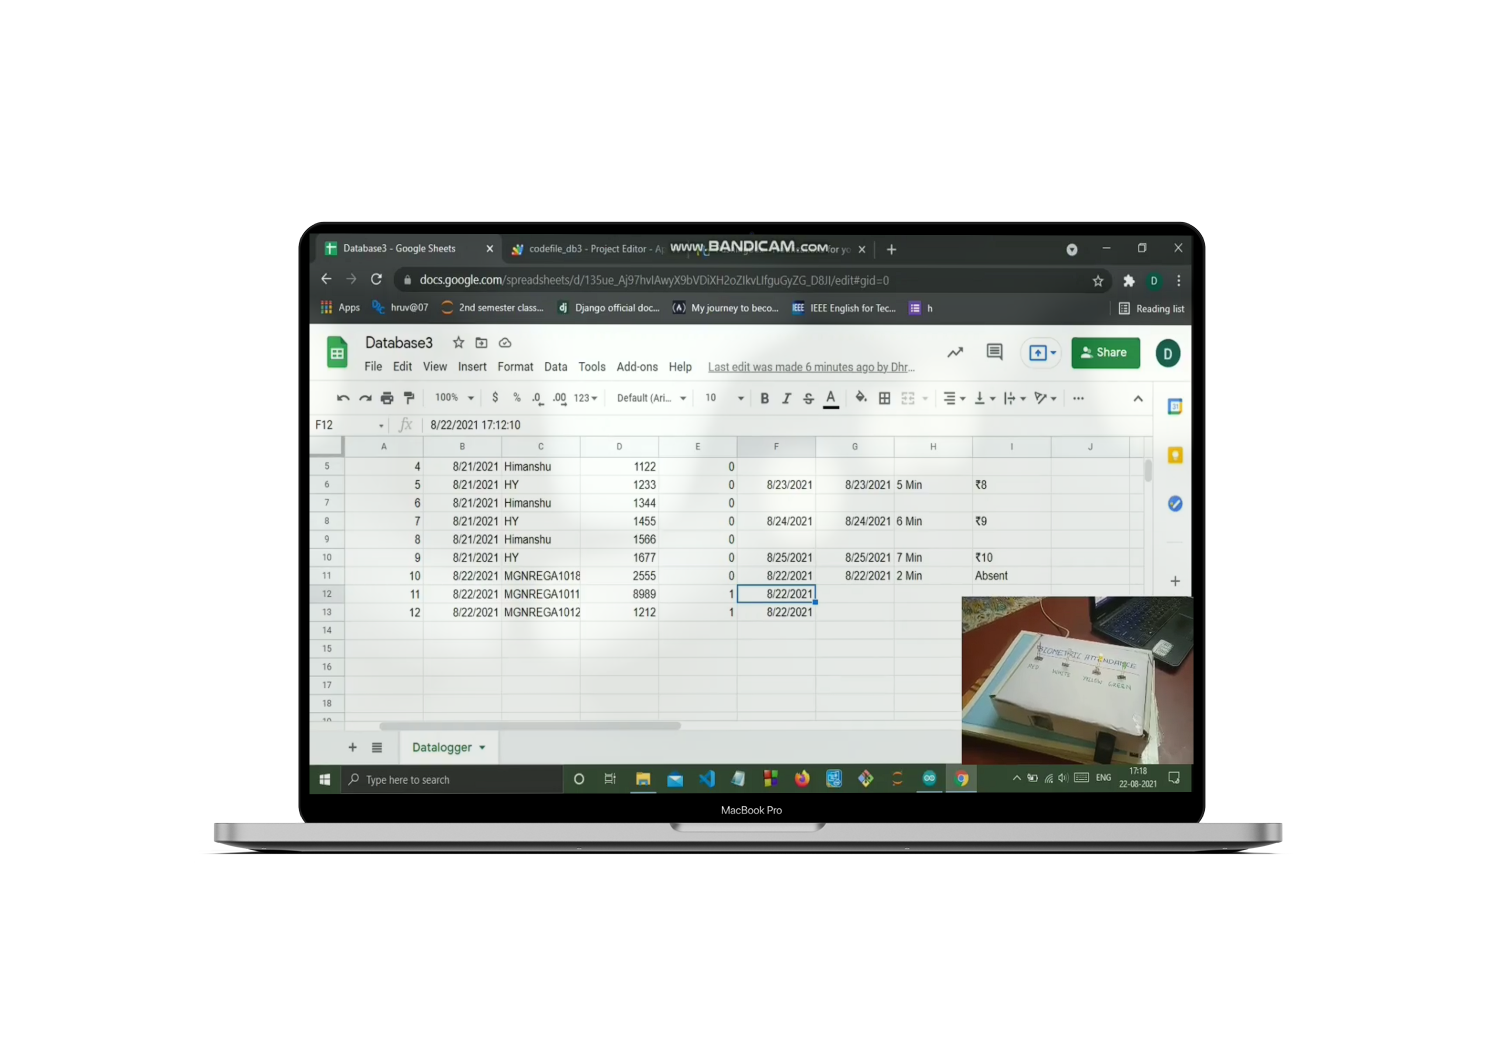 Database3 - Google Sheets
codefile_db3 - Project Editor - A
www.BANDICAM.com
for yo
docs.google.com/spreadsheets/d/135ue_Aj97hvIAwyX9bVDiXH2oZIkvLIfguGyZG_D8JI/edit#gid=0
D
Apps
hruv@07
2nd semester class...
dj
Django official doc...
(A)
My journey to beco...
IEEE
IEEE English for Tec...
h
Reading list
Database3
Share
D
File Edit View Insert Format Data Tools Add-ons Help Last edit was made 6 minutes ago by Dhr...
100% $ % .0 .00 123 Default (Ari... 10 B I S A
F12 fx 8/22/2021 17:12:10
A B C D E F G H I J
5 4 8/21/2021 Himanshu 1122 0
6 5 8/21/2021 HY 1233 0 8/23/2021 8/23/2021 5 Min ₹8
7 6 8/21/2021 Himanshu 1344 0
8 7 8/21/2021 HY 1455 0 8/24/2021 8/24/2021 6 Min ₹9
9 8 8/21/2021 Himanshu 1566 0
10 9 8/21/2021 HY 1677 0 8/25/2021 8/25/2021 7 Min ₹10
11 10 8/22/2021 MGNREGA1018 2555 0 8/22/2021 8/22/2021 2 Min Absent
12 11 8/22/2021 MGNREGA1011 8989 1 8/22/2021
13 12 8/22/2021 MGNREGA1012 1212 1 8/22/2021
14
15
16
17
18
BIOMETRIC ATTENDANCE
RED WHITE YELLOW GREEN
Datalogger
Type here to search
ENG
17:18
22-08-2021
MacBook Pro